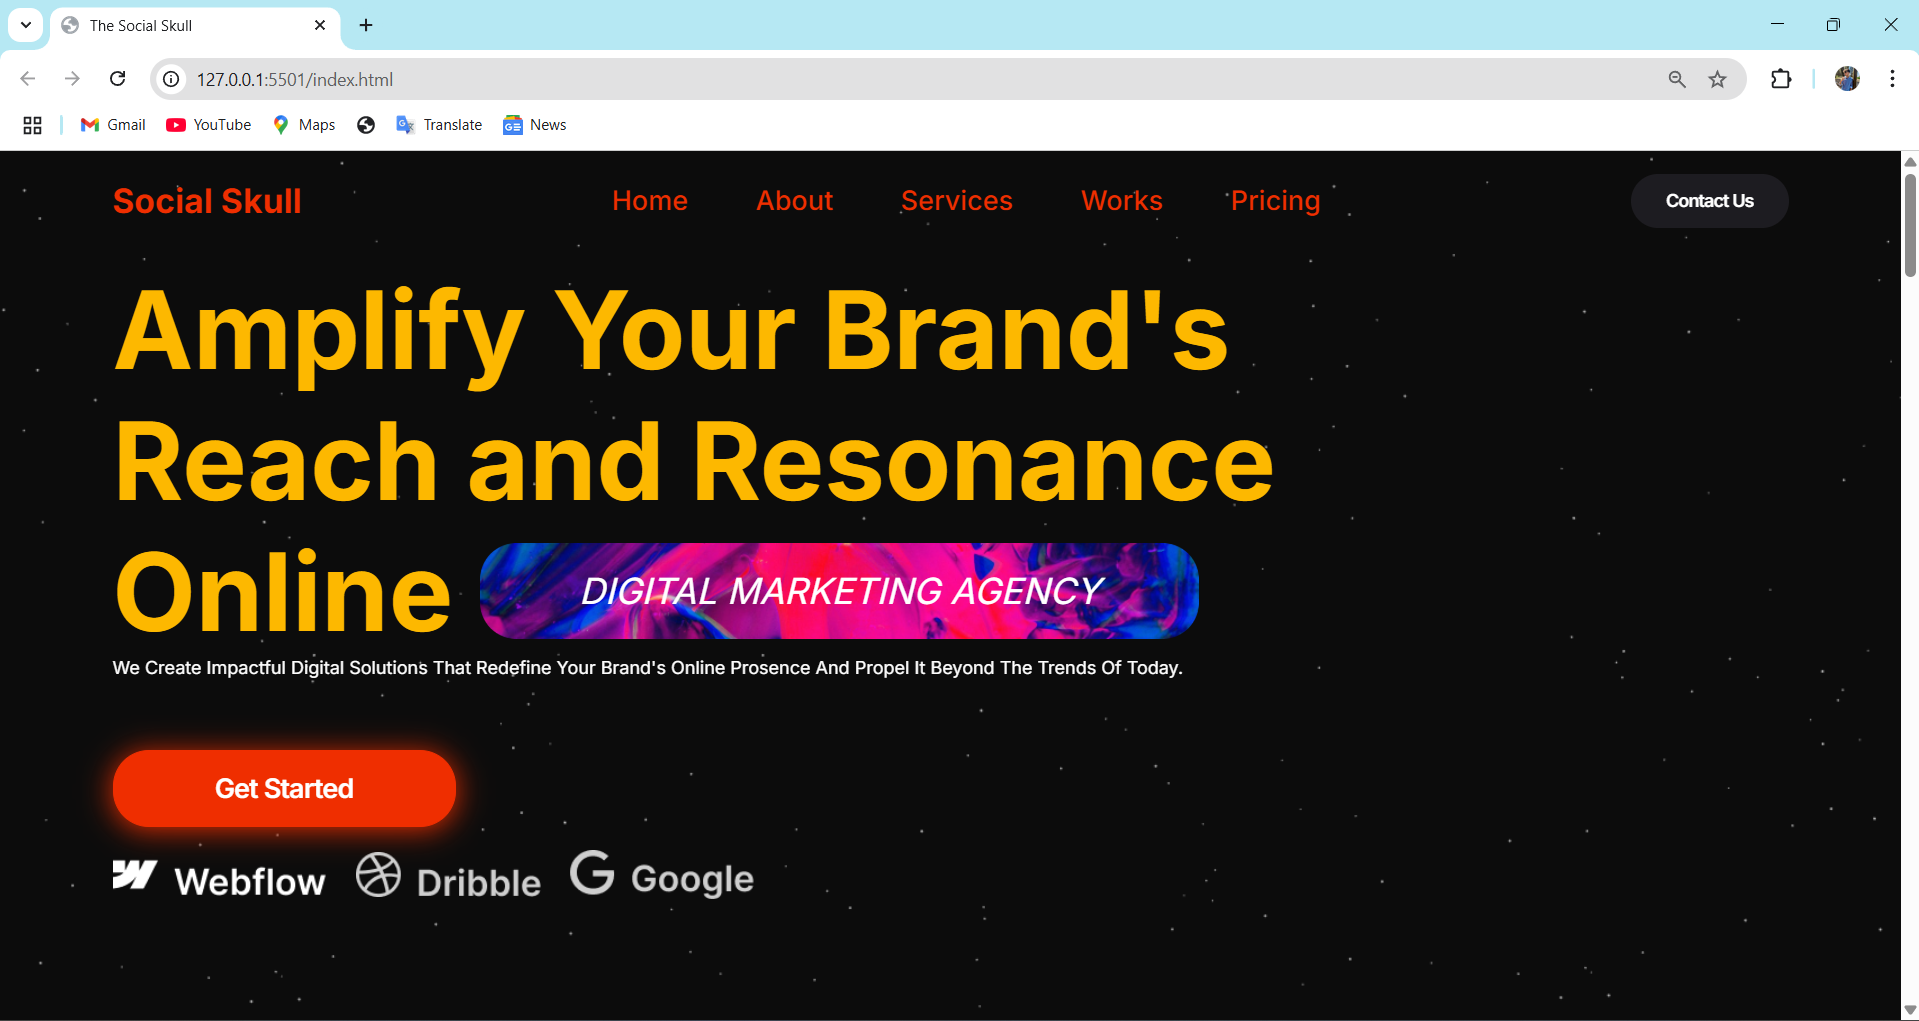 The Social Skull
127.0.0.1:5501/index.html
Gmail YouTube Maps Translate News
Social Skull Home About Services Works Pricing Contact Us
Amplify Your Brand's
Reach and Resonance
Online DIGITAL MARKETING AGENCY
We Create Impactful Digital Solutions That Redefine Your Brand's Online Prosence And Propel It Beyond The Trends Of Today.
Get Started
Webflow Dribble Google